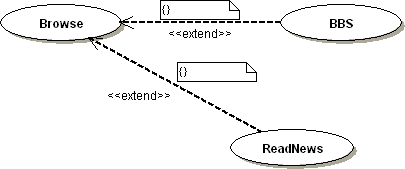 {}
Browse
BBS
<<extend>>
{}
<<extend>>
ReadNews